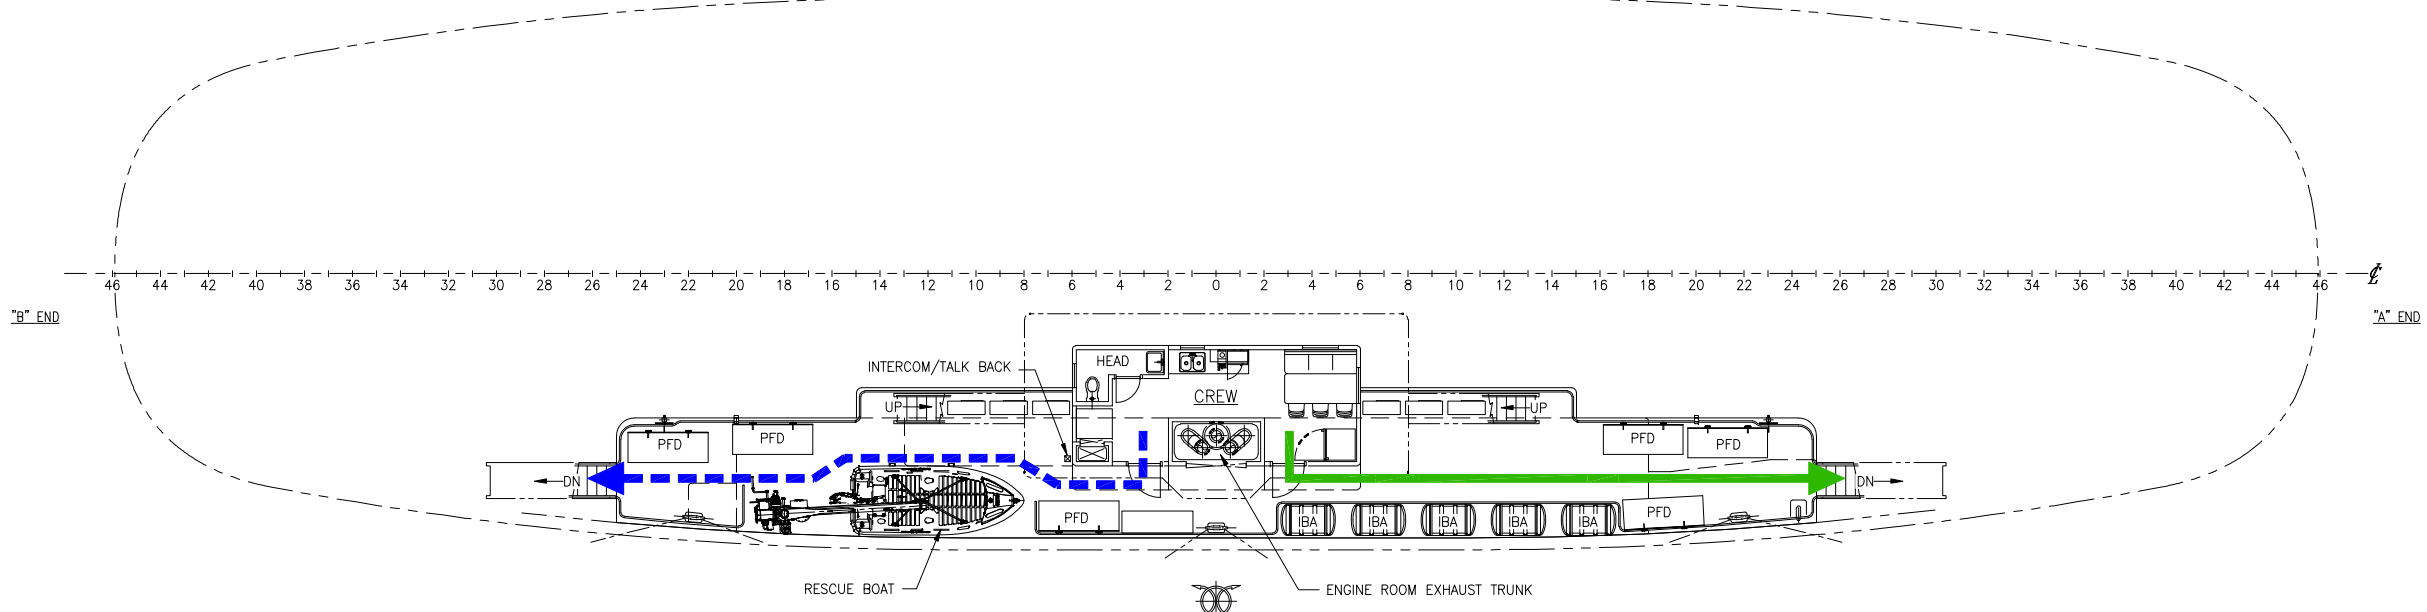 46 44 42 40 38 36 34 32 30 28 26 24 22 20 18 16 14 12 10 8 6 4 2 0 2 4 6 8 10 12 14 16 18 20 22 24 26 28 30 32 34 36 38 40 42 44 46
"B" END
"A" END
HEAD
INTERCOM/TALK BACK
CREW
UP
UP
PFD
PFD
PFD
PFD
DN
DN
PFD
IBA
IBA
IBA
IBA
IBA
PFD
RESCUE BOAT
ENGINE ROOM EXHAUST TRUNK